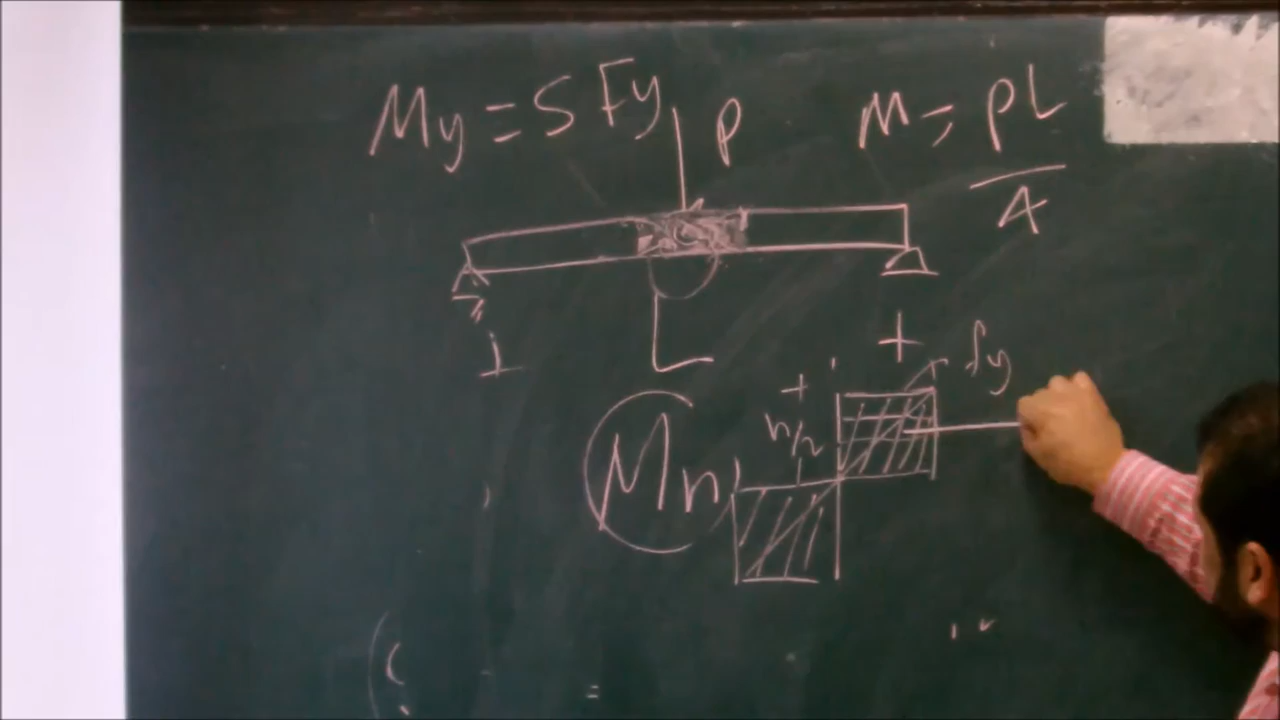 My = S Fy
P
M = PL
4
L
+
+
fy
h/2
Mn